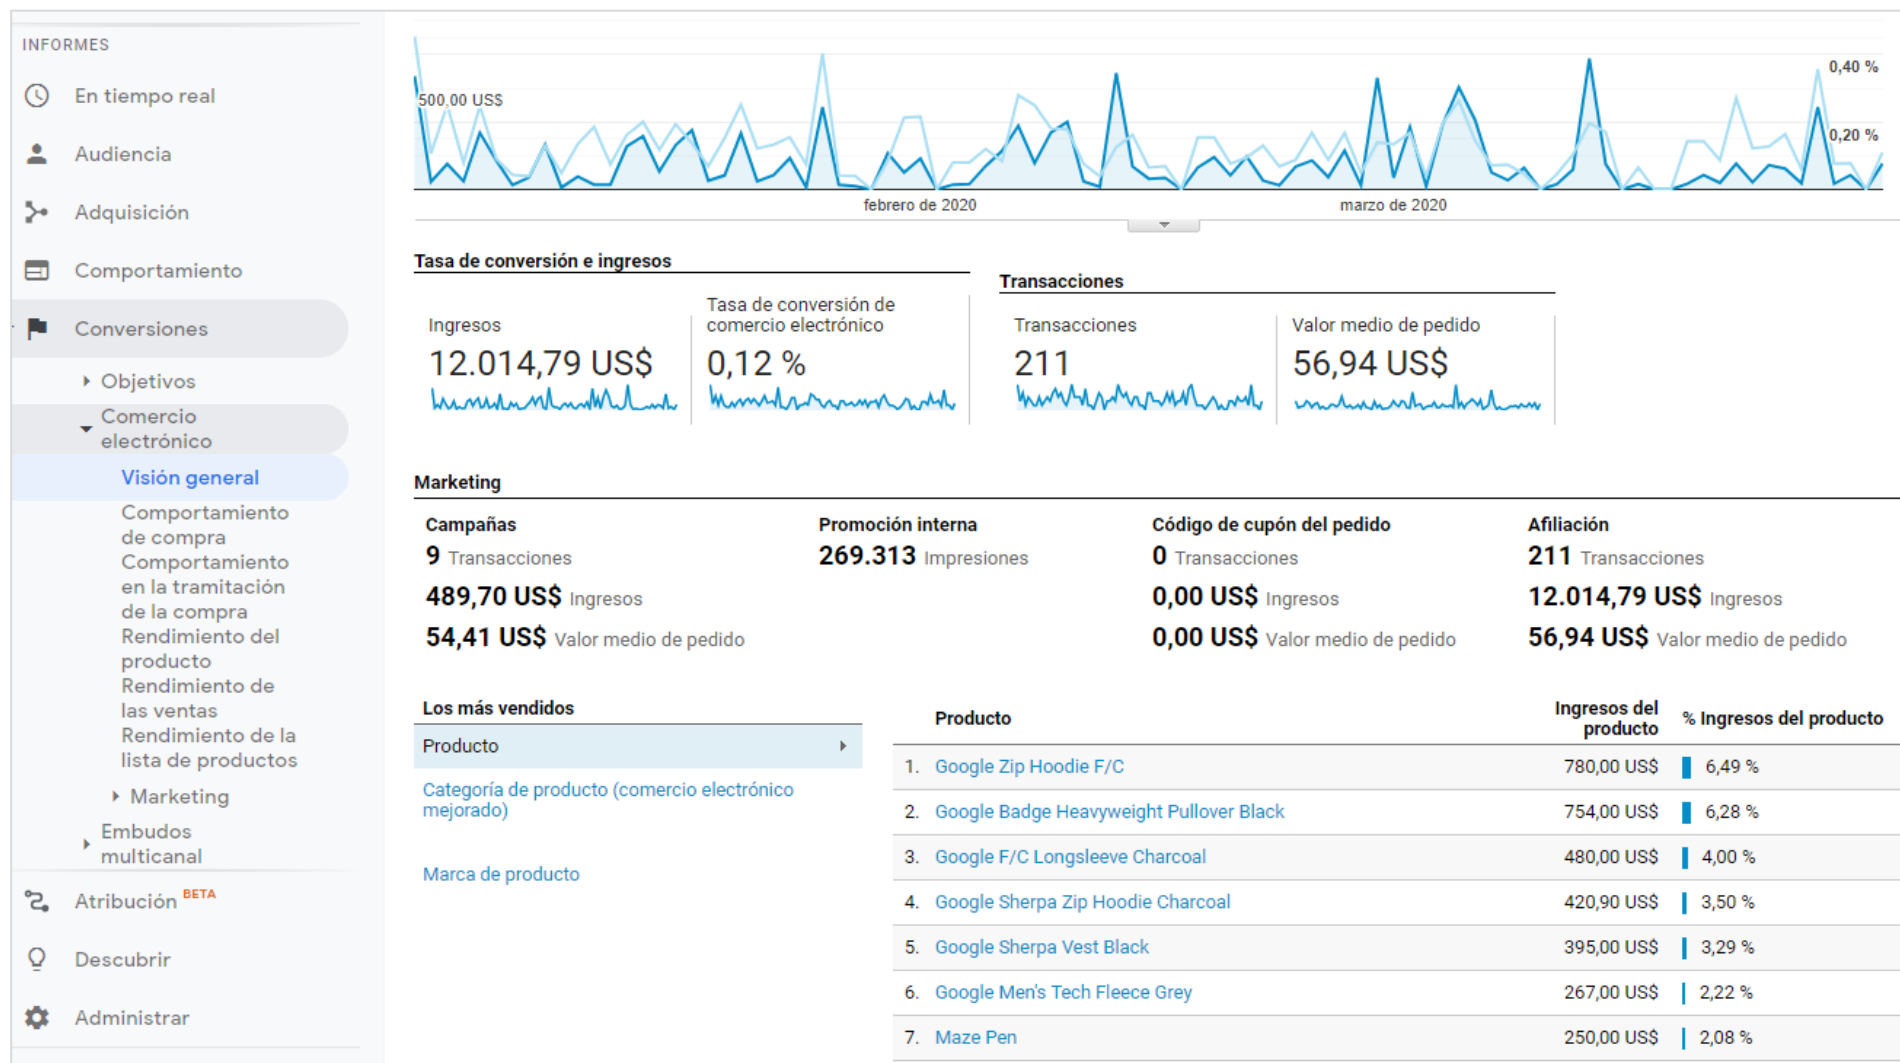 INFORMES
En tiempo real
Audiencia
Adquisición
Comportamiento
Conversiones
Objetivos
Comercio
electrónico
Visión general
Comportamiento
de compra
Comportamiento
en la tramitación
de la compra
Rendimiento del
producto
Rendimiento de
las ventas
Rendimiento de la
lista de productos
Marketing
Embudos
multicanal
Atribución BETA
Descubrir
Administrar
500,00 US$
0,40 %
0,20 %
febrero de 2020
marzo de 2020
Tasa de conversión e ingresos
Ingresos
12.014,79 US$
Tasa de conversión de
comercio electrónico
0,12 %
Transacciones
Transacciones
211
Valor medio de pedido
56,94 US$
Marketing
Campañas
9 Transacciones
489,70 US$ Ingresos
54,41 US$ Valor medio de pedido
Promoción interna
269.313 Impresiones
Código de cupón del pedido
0 Transacciones
0,00 US$ Ingresos
0,00 US$ Valor medio de pedido
Afiliación
211 Transacciones
12.014,79 US$ Ingresos
56,94 US$ Valor medio de pedido
Los más vendidos
Producto
Categoría de producto (comercio electrónico
mejorado)
Marca de producto
Producto
Ingresos del
producto
% Ingresos del producto
1. Google Zip Hoodie F/C 780,00 US$ 6,49 %
2. Google Badge Heavyweight Pullover Black 754,00 US$ 6,28 %
3. Google F/C Longsleeve Charcoal 480,00 US$ 4,00 %
4. Google Sherpa Zip Hoodie Charcoal 420,90 US$ 3,50 %
5. Google Sherpa Vest Black 395,00 US$ 3,29 %
6. Google Men's Tech Fleece Grey 267,00 US$ 2,22 %
7. Maze Pen 250,00 US$ 2,08 %